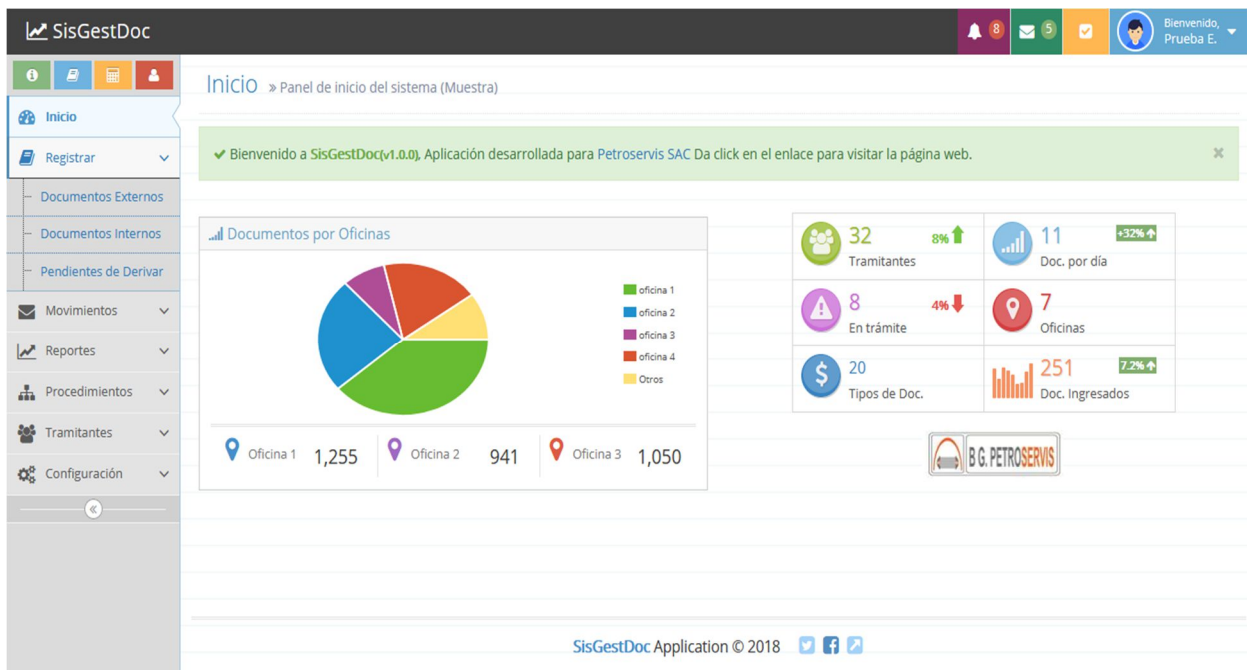 SisGestDoc
8
5
Bienvenido,
Prueba E.
Inicio
Registrar
Documentos Externos
Documentos Internos
Pendientes de Derivar
Movimientos
Reportes
Procedimientos
Tramitantes
Configuración
Inicio » Panel de inicio del sistema (Muestra)
Bienvenido a SisGestDoc(v1.0.0), Aplicación desarrollada para Petroservis SAC Da click en el enlace para visitar la página web.
Documentos por Oficinas
oficina 1
oficina 2
oficina 3
oficina 4
Otros
Oficina 1 1,255
Oficina 2 941
Oficina 3 1,050
32 8%
Tramitantes
11 +32%
Doc. por día
8 4%
En trámite
7
Oficinas
20
Tipos de Doc.
251 7.2%
Doc. Ingresados
B.G. PETROSERVIS
SisGestDoc Application © 2018